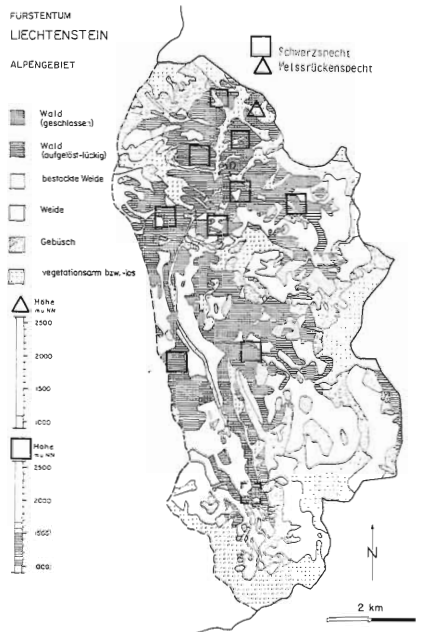 FÜRSTENTUM
LIECHTENSTEIN
ALPENGEBIET
Schwarzspecht
Weissrückenspecht
Wald
(geschlossen)
Wald
(aufgelöst-lückig)
bestockte Weide
Weide
Gebüsch
vegetationsarm bzw.-los
Höhe
m ü NN
2500
2000
1500
1000
Höhe
m ü NN
2500
2000
1500
1000
N
2 km